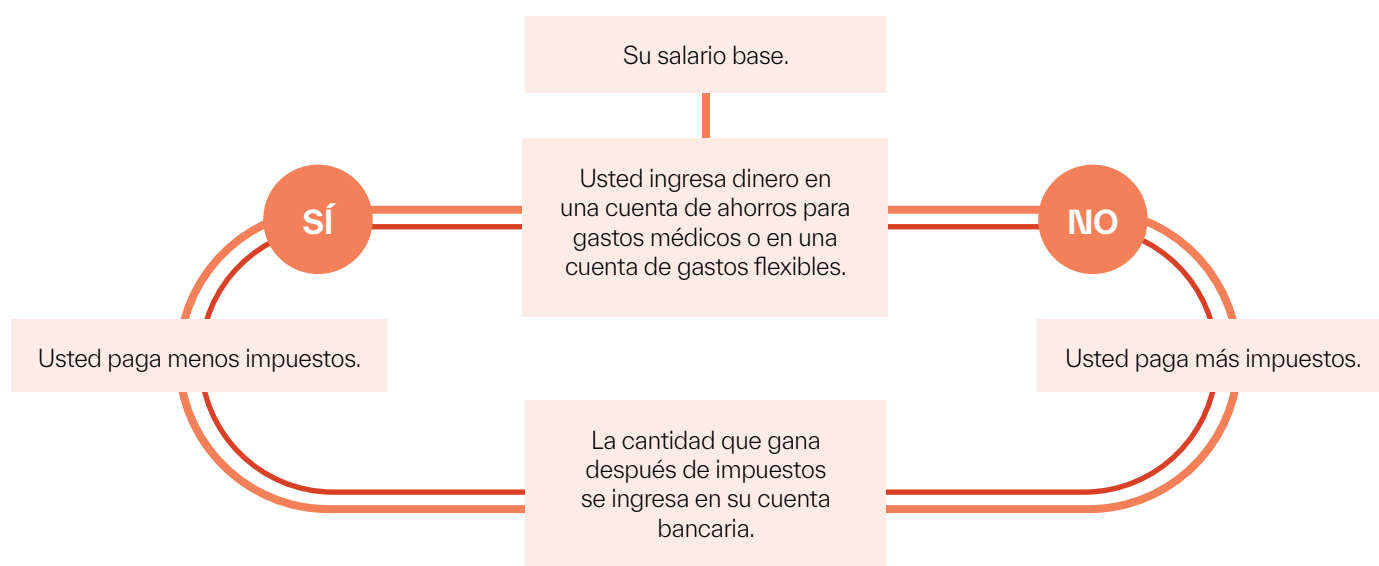 Su salario base.
Usted ingresa dinero en
una cuenta de ahorros para
gastos médicos o en una
cuenta de gastos flexibles.
SÍ
NO
Usted paga menos impuestos.
Usted paga más impuestos.
La cantidad que gana
después de impuestos
se ingresa en su cuenta
bancaria.